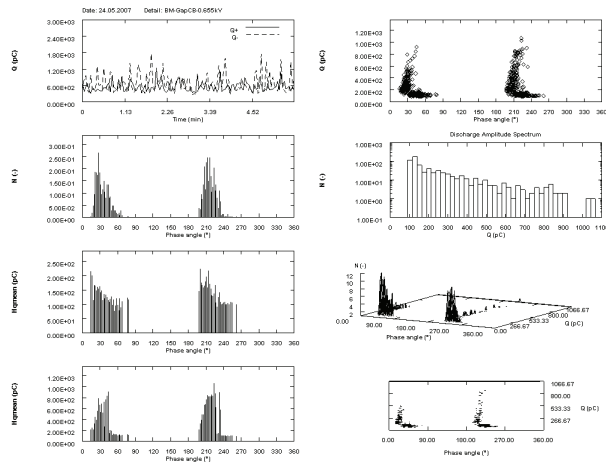 Date: 24.05.2007 Detail: BM-GapCB-0.655kV
Q (pC)
3.00E+03
2.40E+03
1.80E+03
1.20E+03
6.00E+02
0.00E+00
Q+
Q-
0 1:13 2:26 3:39 4:52
Time (min)
Q (pC)
1.20E+03
1.00E+03
8.00E+02
6.00E+02
4.00E+02
2.00E+02
0.00E+00
0 30 60 90 120 150 180 210 240 270 300 330 360
Phase angle (°)
N (-)
3.00E-01
2.50E-01
2.00E-01
1.50E-01
1.00E-01
5.00E-02
0.00E+00
0 30 60 90 120 150 180 210 240 270 300 330 360
Phase angle (°)
Discharge Amplitude Spectrum
N (-)
1.00E+03
1.00E+02
1.00E+01
1.00E+00
1.00E-01
0 100 200 300 400 500 600 700 800 900 1000 1100
Q (pC)
Hqmean (pC)
2.50E+02
2.00E+02
1.50E+02
1.00E+02
5.00E+01
0.00E+00
0 30 60 90 120 150 180 210 240 270 300 330 360
Phase angle (°)
N (-)
12
10
8
6
4
2
0.00
90.00
180.00
270.00
360.00
Phase angle (°)
0.00
266.67
533.33
800.00
1066.67
Q (pC)
1.20E+03
1.00E+03
8.00E+02
6.00E+02
4.00E+02
2.00E+02
0.00E+00
0 30 60 90 120 150 180 210 240 270 300 330 360
Phase angle (°)
1066.67
800.00
533.33
266.67
Q (pC)
0.00 90.00 180.00 270.00 360.00
Phase angle (°)